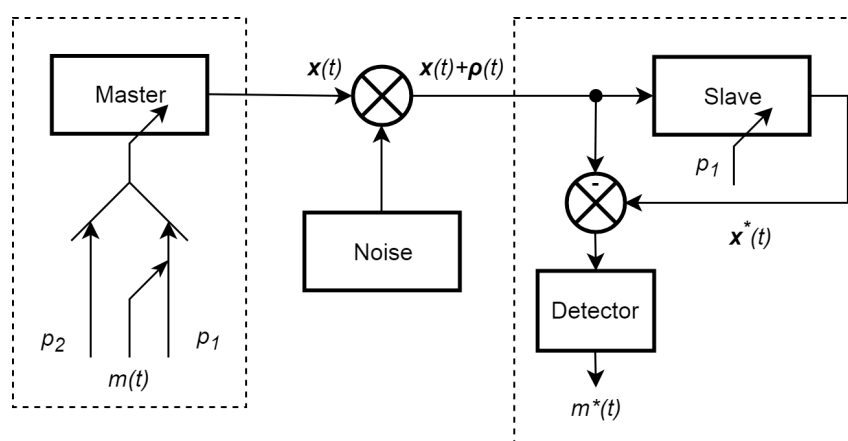 Master
x(t)
x(t)+ρ(t)
Slave
p1
-
x*(t)
Noise
Detector
p2
p1
m(t)
m*(t)